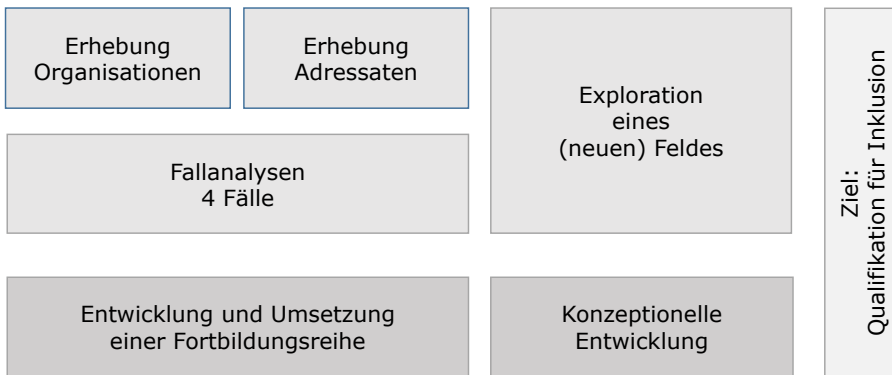 Erhebung
Organisationen
Erhebung
Adressaten
Exploration
eines
(neuen) Feldes
Fallanalysen
4 Fälle
Entwicklung und Umsetzung
einer Fortbildungsreihe
Konzeptionelle
Entwicklung
Ziel:
Qualifikation für Inklusion